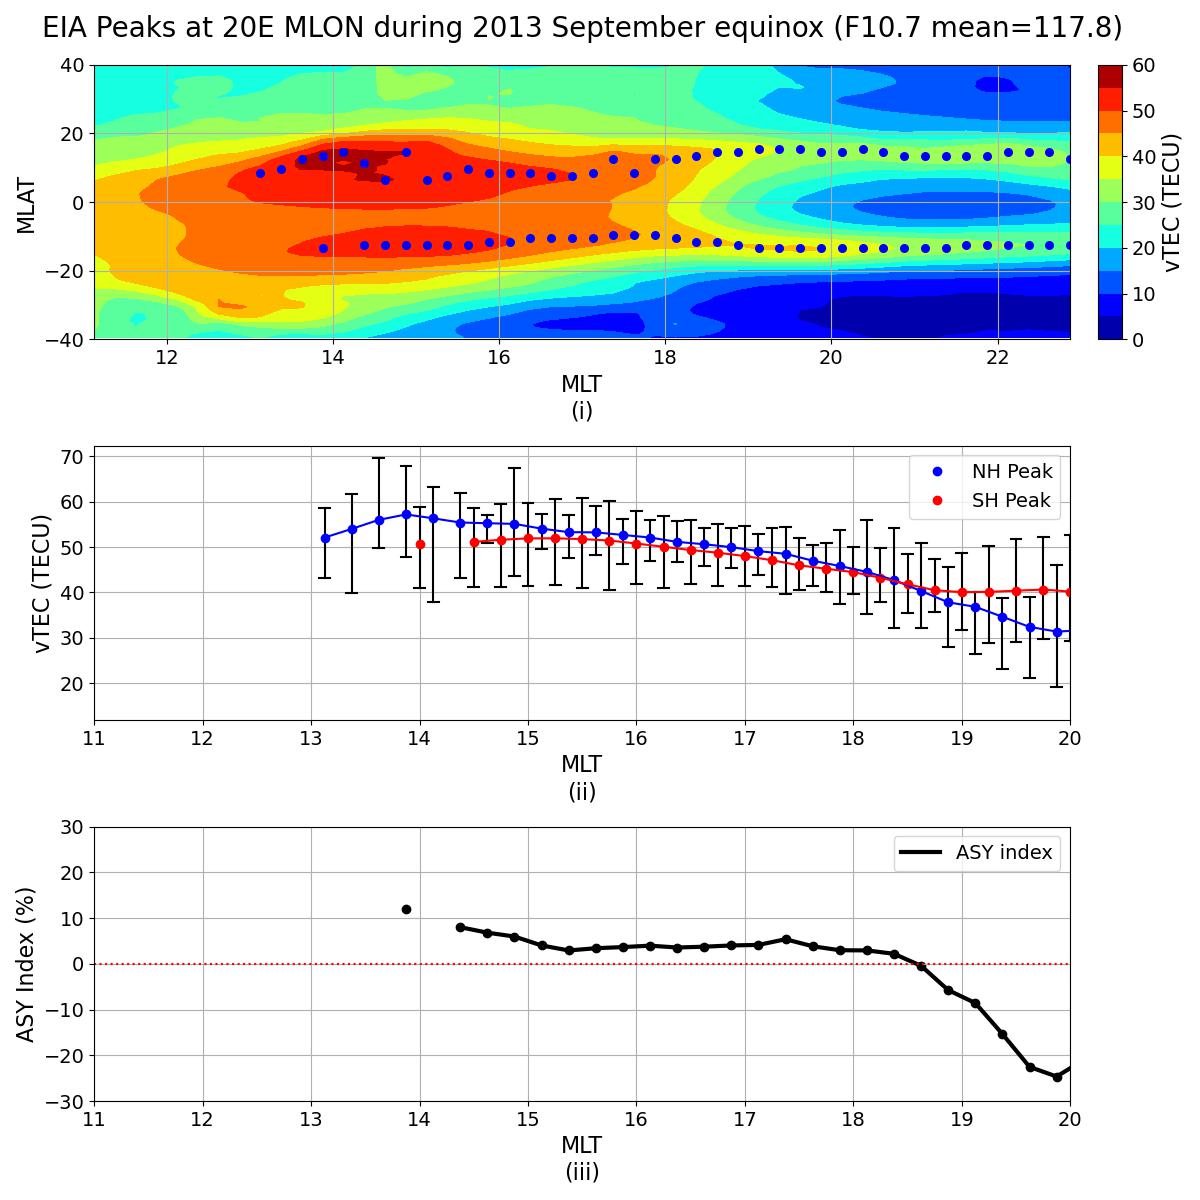 EIA Peaks at 20E MLON during 2013 September equinox (F10.7 mean=117.8)
40
20
0
−20
−40
MLAT
12 14 16 18 20 22
MLT
(i)
60
50
40
30
20
10
0
vTEC (TECU)
70
60
50
40
30
20
vTEC (TECU)
NH Peak
SH Peak
11 12 13 14 15 16 17 18 19 20
MLT
(ii)
30
20
10
0
−10
−20
−30
ASY Index (%)
ASY index
11 12 13 14 15 16 17 18 19 20
MLT
(iii)